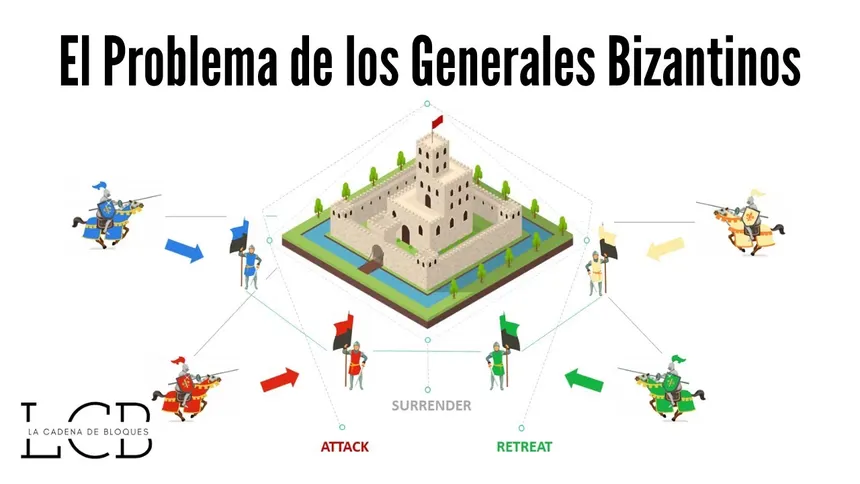 El Problema de los Generales Bizantinos
SURRENDER
ATTACK
RETREAT
LCB
LA CADENA DE BLOQUES